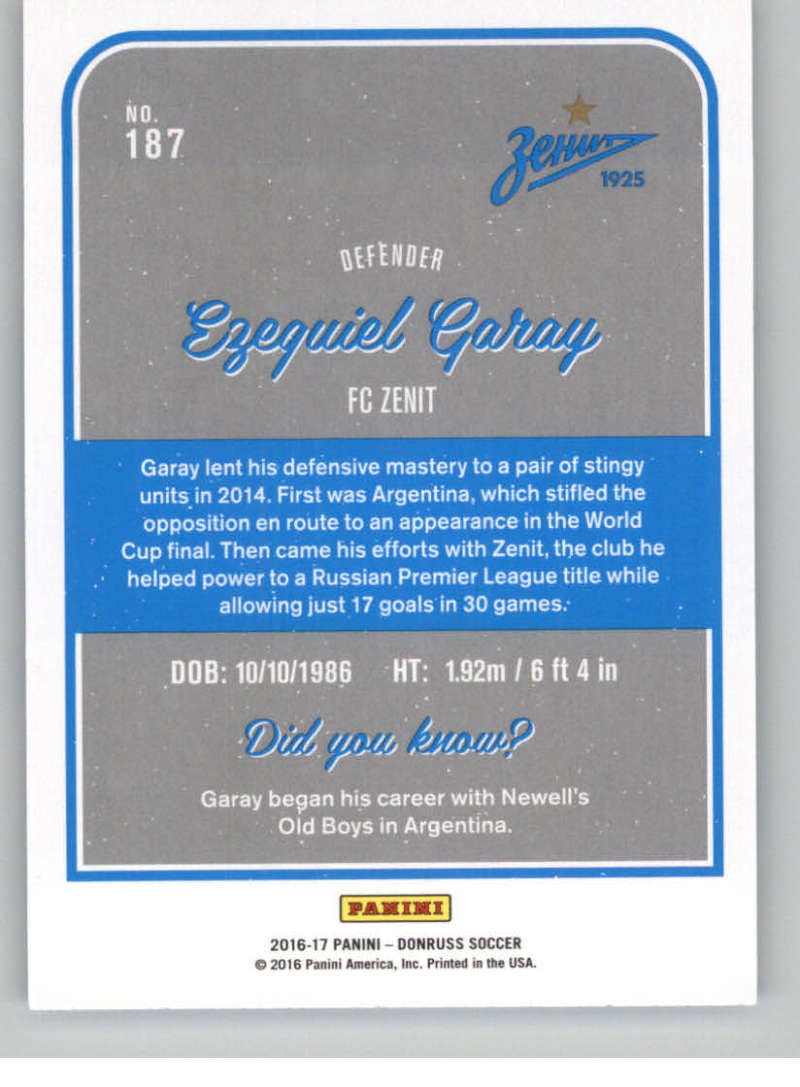 NO.
187
Зенит
1925
DEFENDER
Ezequiel Garay
FC ZENIT
Garay lent his defensive mastery to a pair of stingy
units in 2014. First was Argentina, which stifled the
opposition en route to an appearance in the World
Cup final. Then came his efforts with Zenit, the club he
helped power to a Russian Premier League title while
allowing just 17 goals in 30 games.
DOB: 10/10/1986 HT: 1.92m / 6 ft 4 in
Did you know?
Garay began his career with Newell's
Old Boys in Argentina.
PANINI
2016-17 PANINI – DONRUSS SOCCER
© 2016 Panini America, Inc. Printed in the USA.